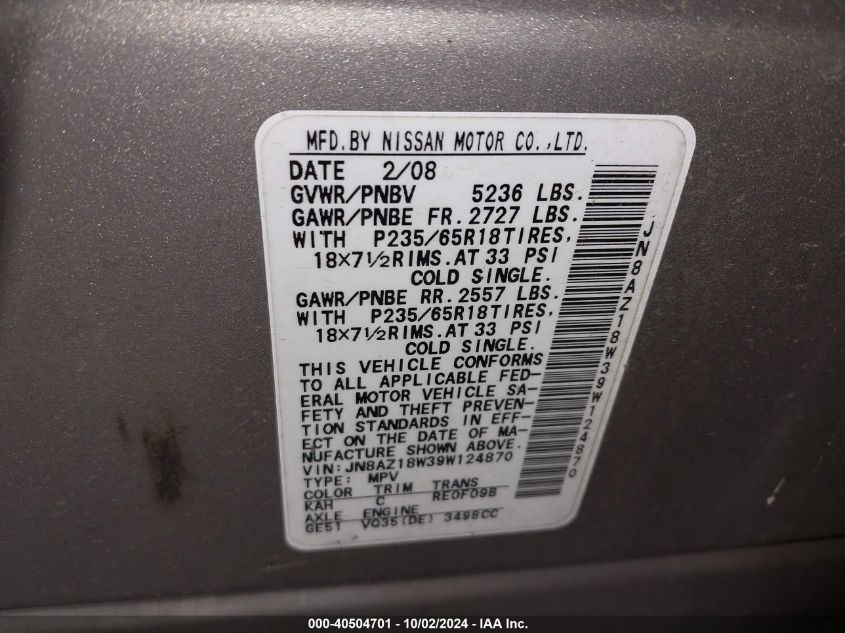 MFD.BY NISSAN MOTOR CO.,LTD.
DATE 2/08
GVWR/PNBV 5236 LBS.
GAWR/PNBE FR.2727 LBS.
WITH P235/65R18TIRES,
18×7½RIMS.AT 33 PSI
COLD SINGLE.
GAWR/PNBE RR.2557 LBS.
WITH P235/65R18TIRES,
18×7½RIMS.AT 33 PSI
COLD SINGLE.
THIS VEHICLE CONFORMS
TO ALL APPLICABLE FED-
ERAL MOTOR VEHICLE SA-
FETY AND THEFT PREVEN-
TION STANDARDS IN EFF-
ECT ON THE DATE OF MA-
NUFACTURE SHOWN ABOVE.
VIN:JN8AZ18W39W124870
TYPE: MPV
COLOR TRIM TRANS
KAH C RE0F09B
AXLE ENGINE
GE51 VQ35(DE) 3498CC
JN8AZ18W39W124870
000-40504701 - 10/02/2024 - IAA Inc.